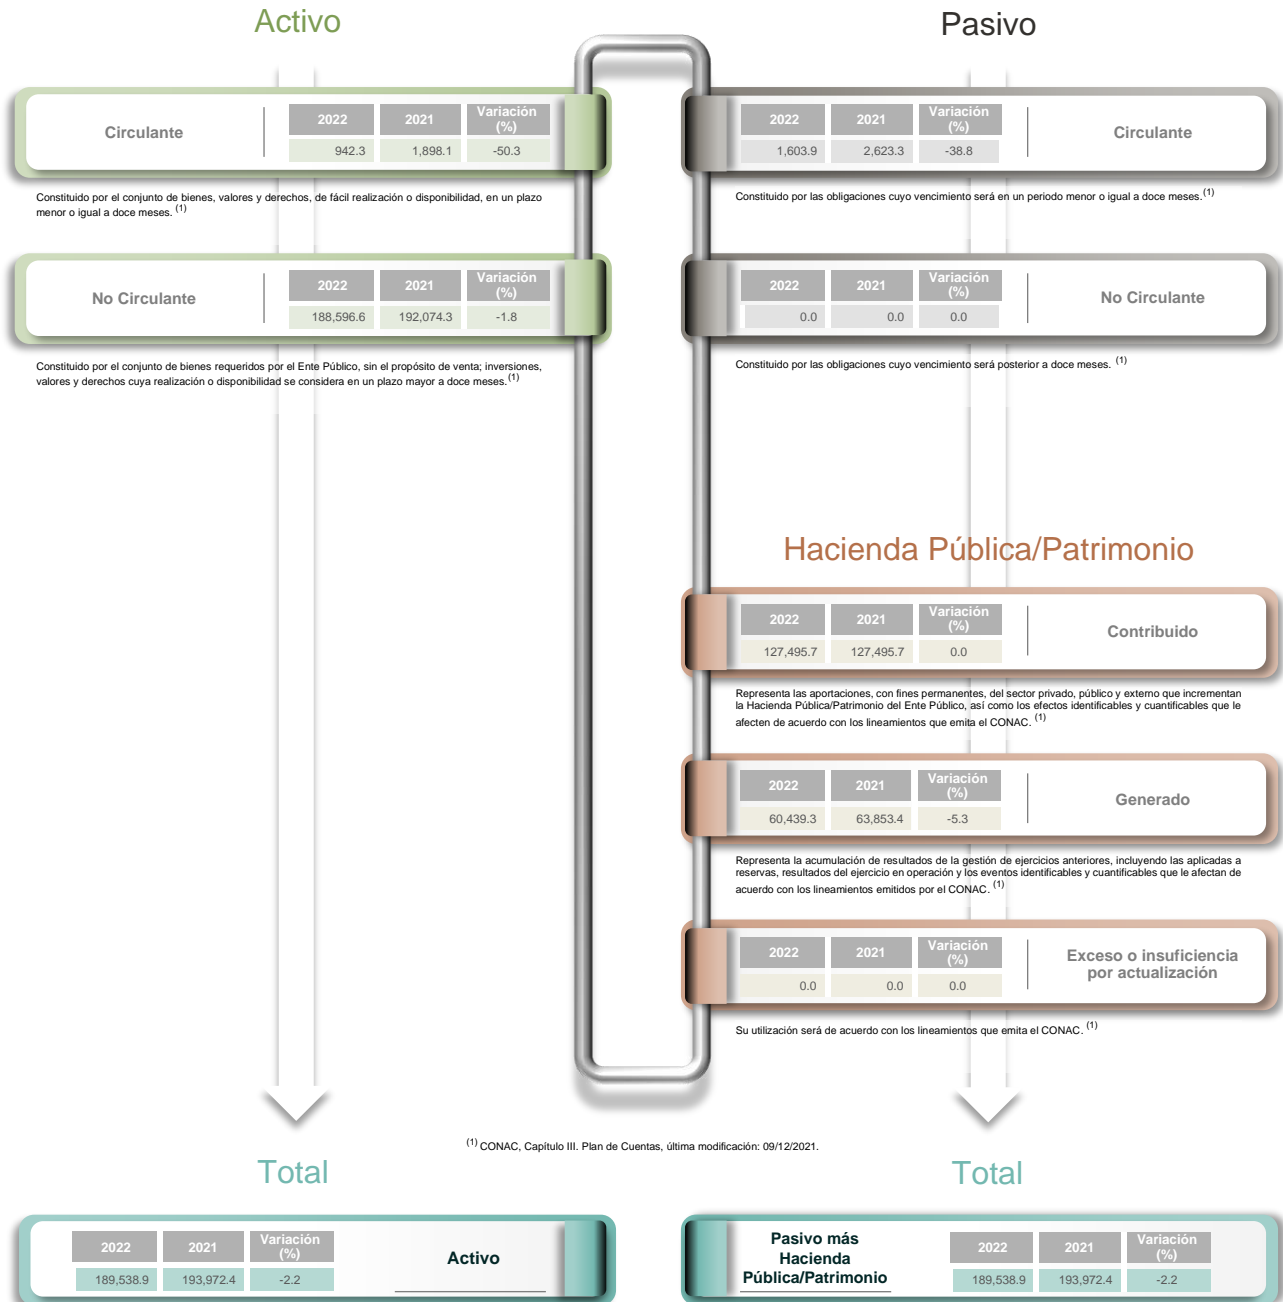 Activo
Circulante
2022 2021 Variación (%)
942.3 1,898.1 -50.3
Constituido por el conjunto de bienes, valores y derechos, de fácil realización o disponibilidad, en un plazo
menor o igual a doce meses. (1)
No Circulante
2022 2021 Variación (%)
188,596.6 192,074.3 -1.8
Constituido por el conjunto de bienes requeridos por el Ente Público, sin el propósito de venta; inversiones,
valores y derechos cuya realización o disponibilidad se considera en un plazo mayor a doce meses. (1)
Pasivo
2022 2021 Variación (%)
1,603.9 2,623.3 -38.8
Circulante
Constituido por las obligaciones cuyo vencimiento será en un periodo menor o igual a doce meses. (1)
2022 2021 Variación (%)
0.0 0.0 0.0
No Circulante
Constituido por las obligaciones cuyo vencimiento será posterior a doce meses. (1)
Hacienda Pública/Patrimonio
2022 2021 Variación (%)
127,495.7 127,495.7 0.0
Contribuido
Representa las aportaciones, con fines permanentes, del sector privado, público y externo que incrementan
la Hacienda Pública/Patrimonio del Ente Público, así como los efectos identificables y cuantificables que le
afecten de acuerdo con los lineamientos que emita el CONAC. (1)
2022 2021 Variación (%)
60,439.3 63,853.4 -5.3
Generado
Representa la acumulación de resultados de la gestión de ejercicios anteriores, incluyendo las aplicadas a
reservas, resultados del ejercicio en operación y los eventos identificables y cuantificables que le afectan de
acuerdo con los lineamientos emitidos por el CONAC. (1)
2022 2021 Variación (%)
0.0 0.0 0.0
Exceso o insuficiencia
por actualización
Su utilización será de acuerdo con los lineamientos que emita el CONAC. (1)
(1) CONAC, Capítulo III. Plan de Cuentas, última modificación: 09/12/2021.
Total
2022 2021 Variación (%)
189,538.9 193,972.4 -2.2
Activo
Total
Pasivo más
Hacienda
Pública/Patrimonio
2022 2021 Variación (%)
189,538.9 193,972.4 -2.2